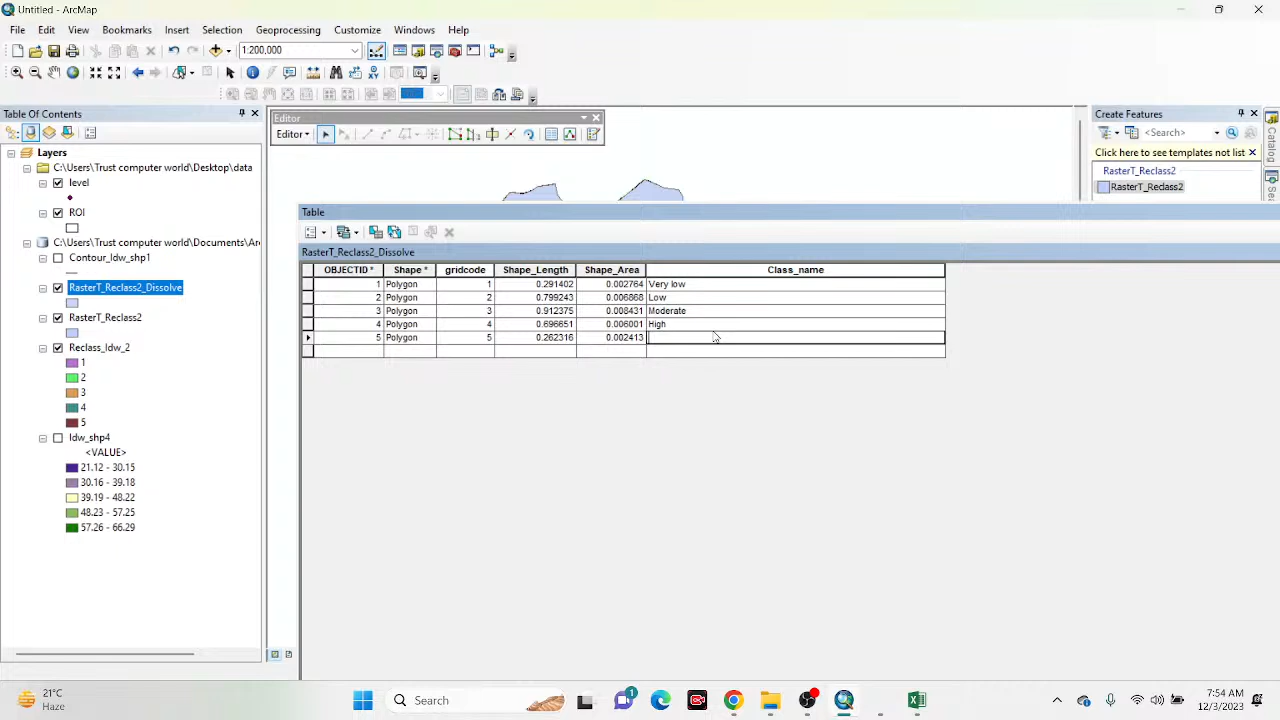 Untitled - ArcMap
File Edit View Bookmarks Insert Selection Geoprocessing Customize Windows Help
1:200,000
Table Of Contents
Layers
C:\Users\Trust computer world\Desktop\data
level
ROI
C:\Users\Trust computer world\Documents\Ar
Contour_Idw_shp1
RasterT_Reclass2_Dissolve
RasterT_Reclass2
Reclass_Idw_2
1
2
3
4
5
Idw_shp4
<VALUE>
21.12 - 30.15
30.16 - 39.18
39.19 - 48.22
48.23 - 57.25
57.26 - 66.29
Editor
Editor
Create Features
<Search>
Click here to see templates not list
RasterT_Reclass2
RasterT_Reclass2
Catalog
Table
RasterT_Reclass2_Dissolve
OBJECTID * Shape * gridcode Shape_Length Shape_Area Class_name
1 Polygon 1 0.291402 0.002764 Very low
2 Polygon 2 0.799243 0.006868 Low
3 Polygon 3 0.912375 0.008431 Moderate
4 Polygon 4 0.696651 0.006001 High
5 Polygon 5 0.262316 0.002413
21°C
Haze
Search
1
7:54 AM
12/3/2023